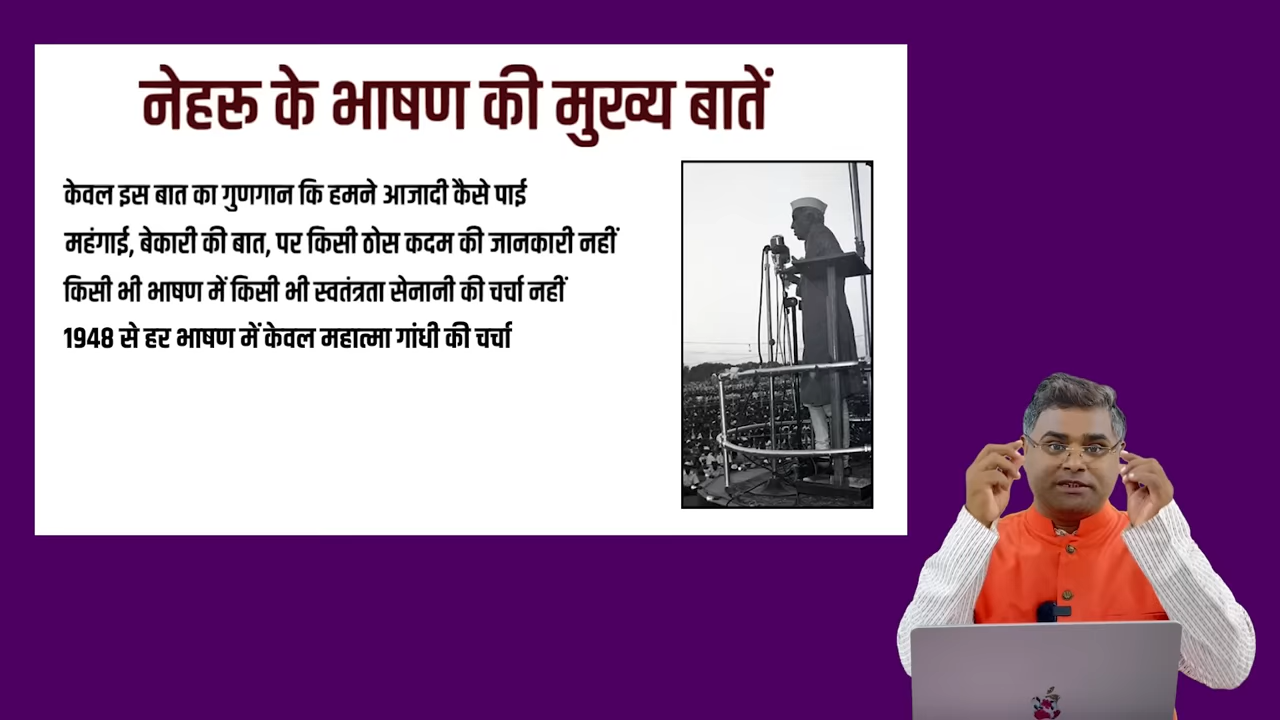 नेहरू के भाषण की मुख्य बातें
केवल इस बात का गुणगान कि हमने आजादी कैसे पाई
महंगाई, बेकारी की बात, पर किसी ठोस कदम की जानकारी नहीं
किसी भी भाषण में किसी भी स्वतंत्रता सेनानी की चर्चा नहीं
1948 से हर भाषण में केवल महात्मा गांधी की चर्चा